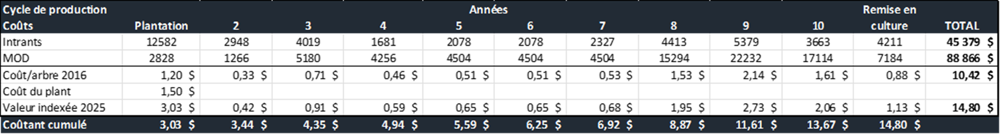 Cycle de production Années Remise en
Coûts Plantation 2 3 4 5 6 7 8 9 10 culture TOTAL
Intrants 12582 2948 4019 1681 2078 2078 2327 4413 5379 3663 4211 45 379 $
MOD 2828 1266 5180 4256 4504 4504 4504 15294 22232 17114 7184 88 866 $
Coût/arbre 2016 1,20 $ 0,33 $ 0,71 $ 0,46 $ 0,51 $ 0,51 $ 0,53 $ 1,53 $ 2,14 $ 1,61 $ 0,88 $ 10,42 $
Coût du plant 1,50 $
Valeur indexée 2025 3,03 $ 0,42 $ 0,91 $ 0,59 $ 0,65 $ 0,65 $ 0,68 $ 1,95 $ 2,73 $ 2,06 $ 1,13 $ 14,80 $
Coûtant cumulé 3,03 $ 3,44 $ 4,35 $ 4,94 $ 5,59 $ 6,25 $ 6,92 $ 8,87 $ 11,61 $ 13,67 $ 14,80 $